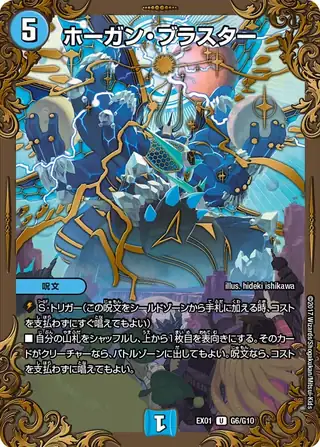 5
ホーガン・ブラスター
呪文
illus. hideki ishikawa
S・トリガー(この呪文をシールドゾーンから手札に加える時、コスト
を支払わずにすぐ唱えてもよい)
■自分の山札をシャッフルし、上から1枚目を表向きにする。そのカー
ドがクリーチャーなら、バトルゾーンに出してもよい。呪文なら、コスト
を支払わずに唱えてもよい。
1
EX01 U G6/G10
©2017 Wizards/Shogakukan/Mitsui-Kids